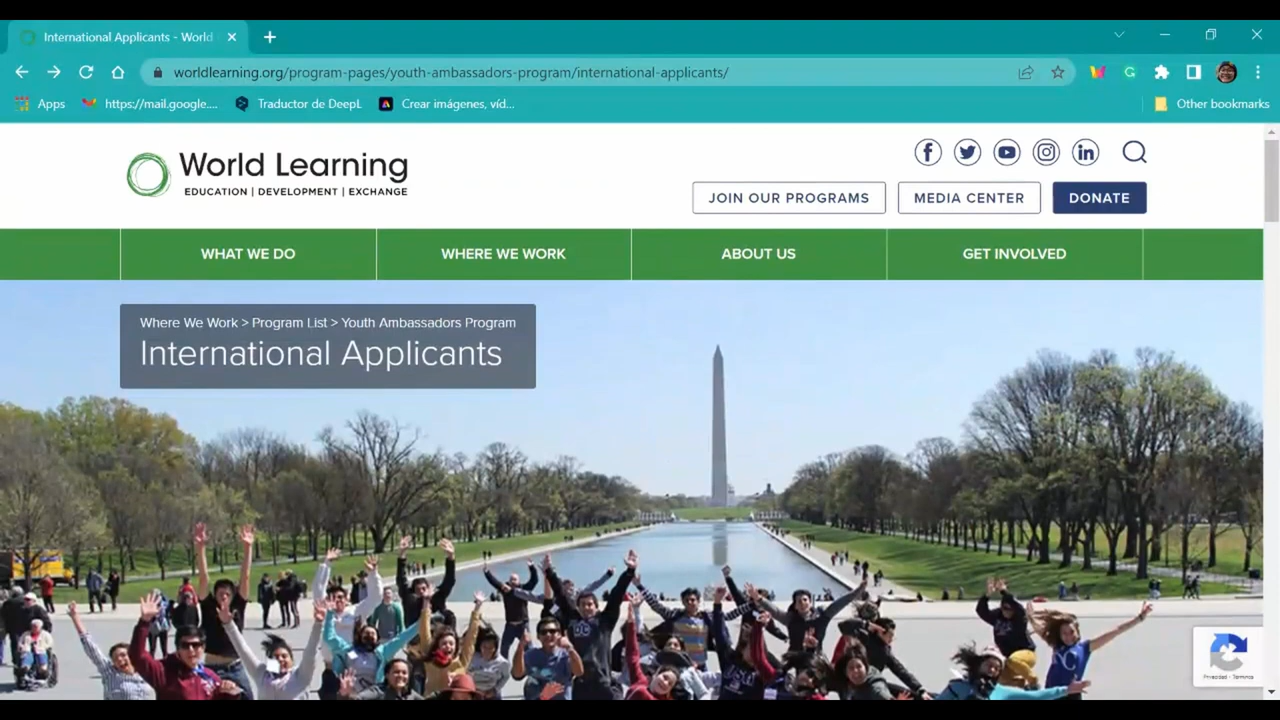 International Applicants - World
worldlearning.org/program-pages/youth-ambassadors-program/international-applicants/
Apps
https://mail.google....
Traductor de DeepL
Crear imágenes, víd...
Other bookmarks
World Learning
EDUCATION | DEVELOPMENT | EXCHANGE
JOIN OUR PROGRAMS
MEDIA CENTER
DONATE
WHAT WE DO
WHERE WE WORK
ABOUT US
GET INVOLVED
Where We Work > Program List > Youth Ambassadors Program
International Applicants
Privacidad - Términos